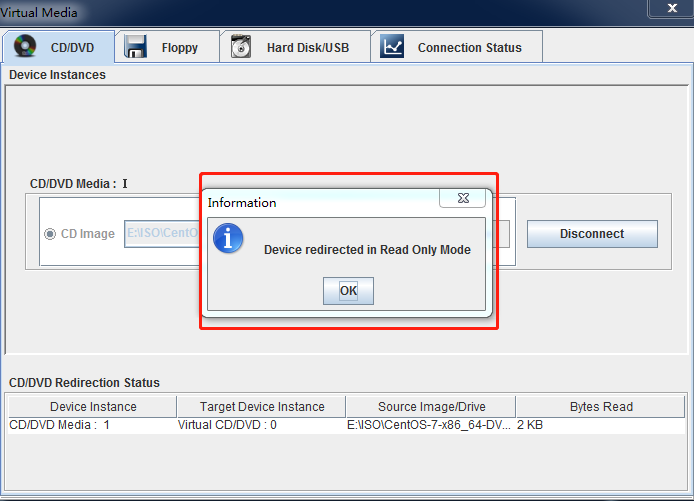 Virtual Media
X
CD/DVD Floppy Hard Disk/USB Connection Status
Device Instances
CD/DVD Media : I
Information
CD Image E:\ISO\CentO
Device redirected in Read Only Mode
Disconnect
OK
CD/DVD Redirection Status
Device Instance Target Device Instance Source Image/Drive Bytes Read
CD/DVD Media : 1 Virtual CD/DVD : 0 E:\ISO\CentOS-7-x86_64-DV... 2 KB